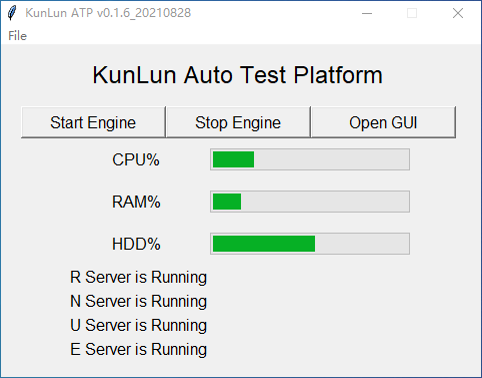 KunLun ATP v0.1.6_20210828
File
KunLun Auto Test Platform
Start Engine Stop Engine Open GUI
CPU%
RAM%
HDD%
R Server is Running
N Server is Running
U Server is Running
E Server is Running